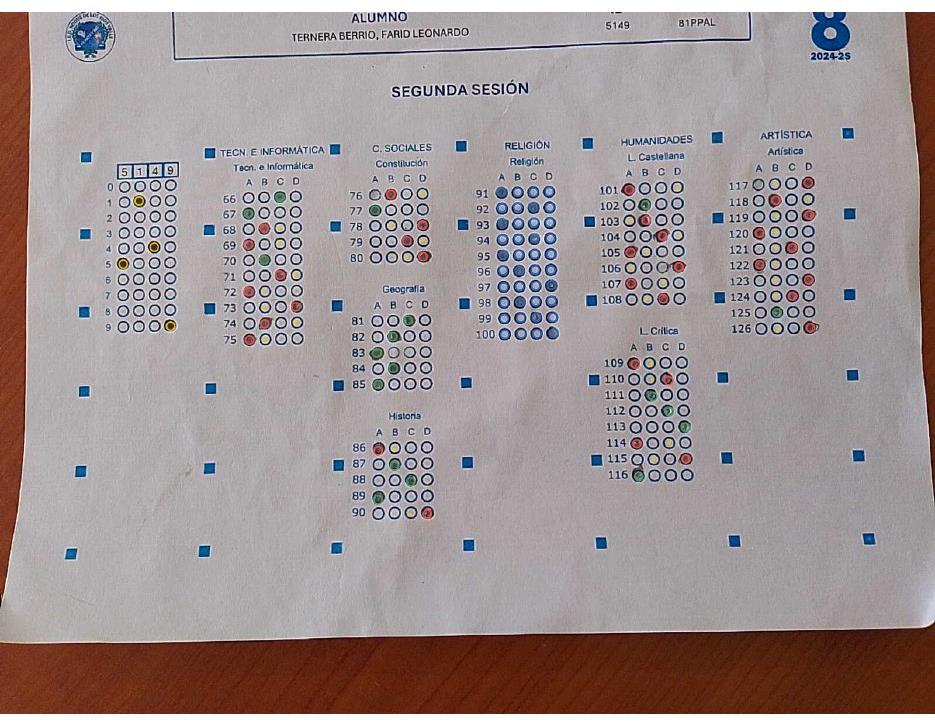 ALUMNO
TERNERA BERRIO, FARID LEONARDO
5149
81PPAL
8
2024-2S
SEGUNDA SESIÓN
5 1 4 9
0
1
2
3
4
5
6
7
8
9
TECN. E INFORMÁTICA
Tecn. e Informática
A B C D
66
67
68
69
70
71
72
73
74
75
C. SOCIALES
Constitución
A B C D
76
77
78
79
80
Geografía
A B C D
81
82
83
84
85
Historia
A B C D
86
87
88
89
90
RELIGIÓN
Religión
A B C D
91
92
93
94
95
96
97
98
99
100
HUMANIDADES
L. Castellana
A B C D
101
102
103
104
105
106
107
108
L. Crítica
A B C D
109
110
111
112
113
114
115
116
ARTÍSTICA
Artística
A B C D
117
118
119
120
121
122
123
124
125
126